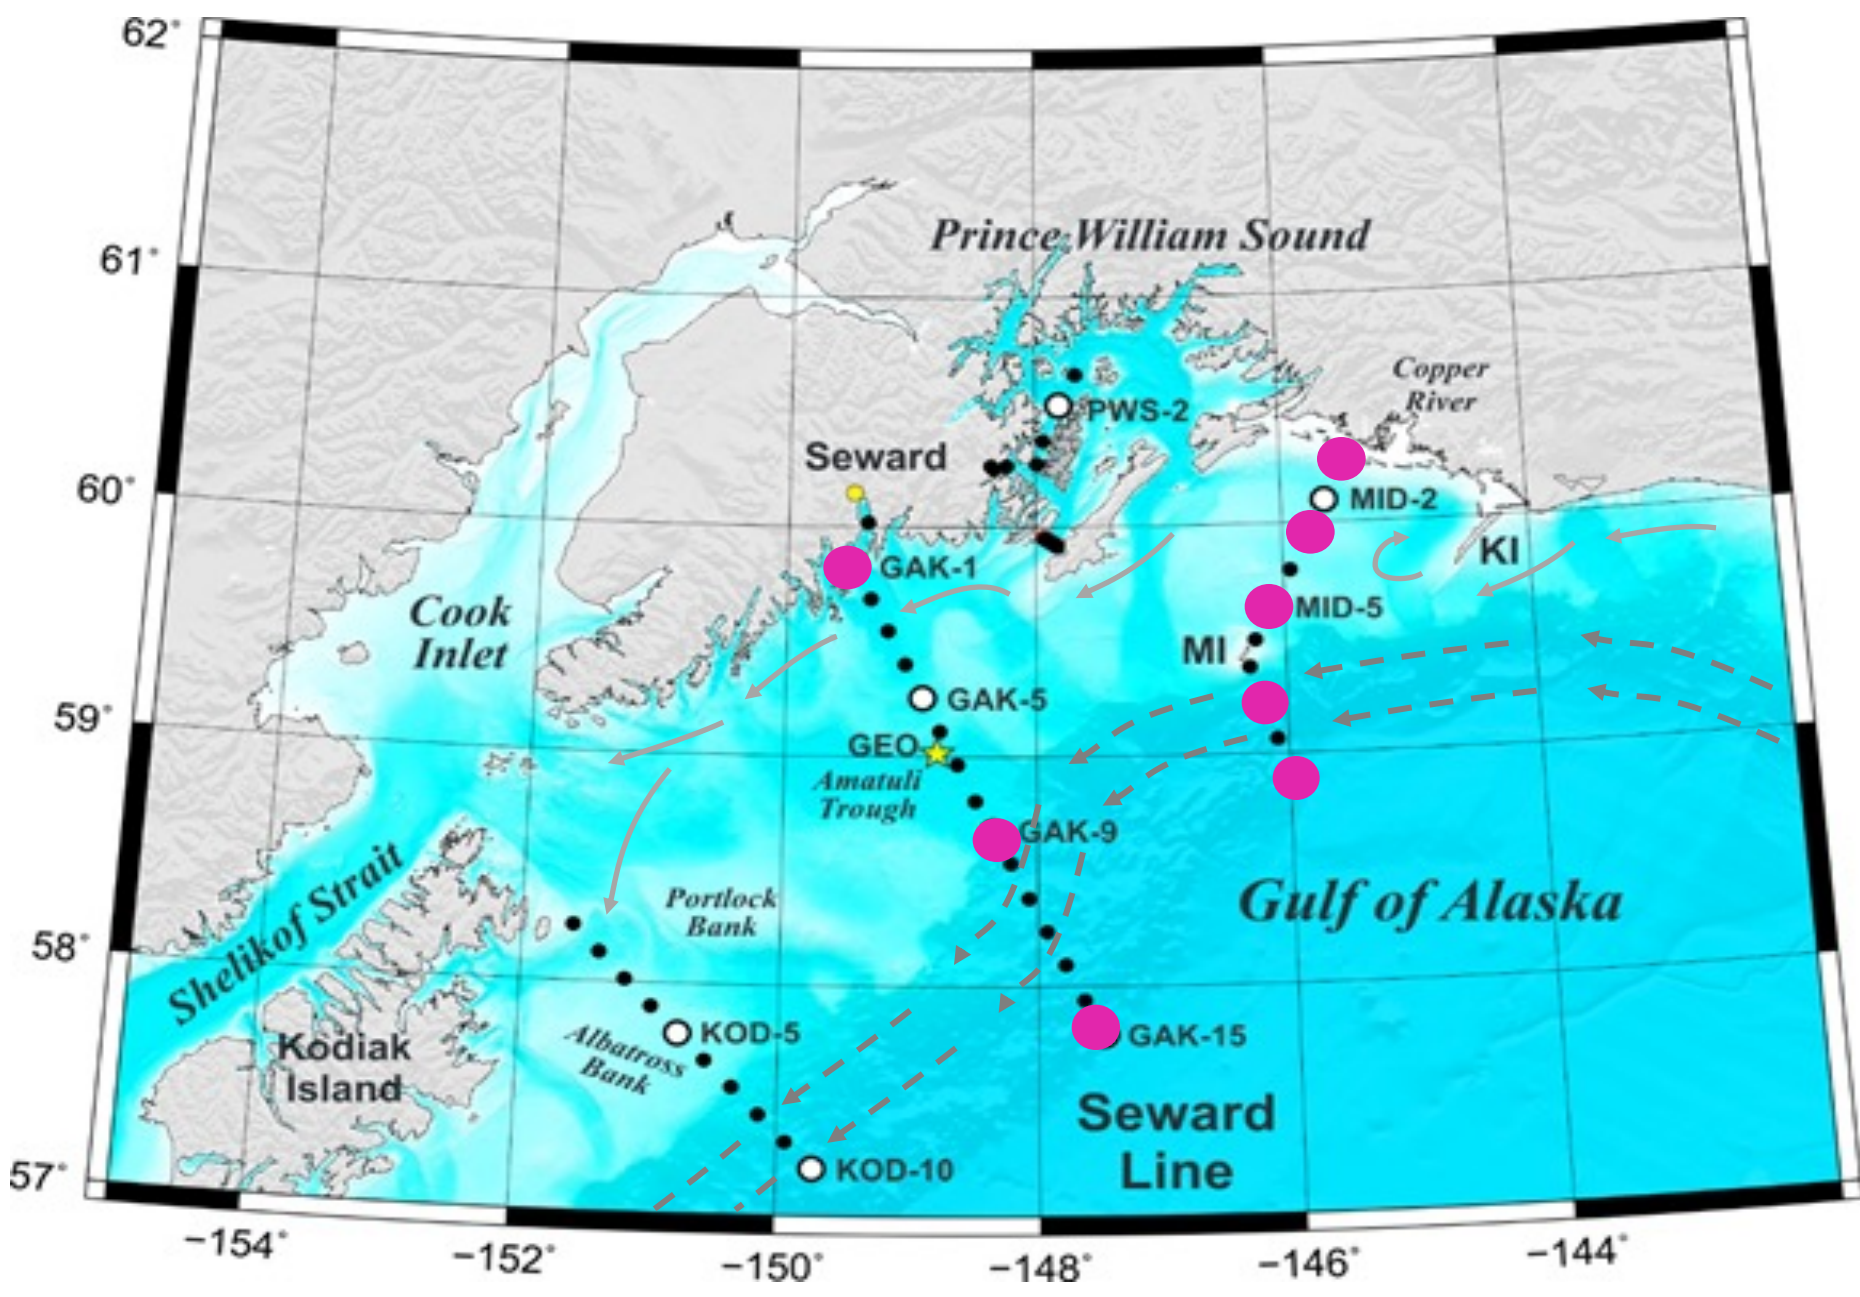 62°
61°
60°
59°
58°
57°
−154°
−152°
−150°
−148°
−146°
−144°
Prince William Sound
Copper
River
PWS-2
Seward
MID-2
KI
GAK-1
Cook
Inlet
MID-5
MI
GAK-5
GEO
Amatuli
Trough
GAK-9
Shelikof Strait
Portlock
Bank
Gulf of Alaska
KOD-5
Albatross
Bank
GAK-15
Kodiak
Island
Seward
Line
KOD-10